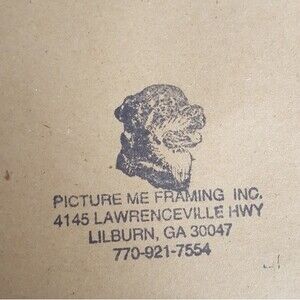 PICTURE ME FRAMING INC.
4145 LAWRENCEVILLE HWY
LILBURN, GA 30047
770-921-7554